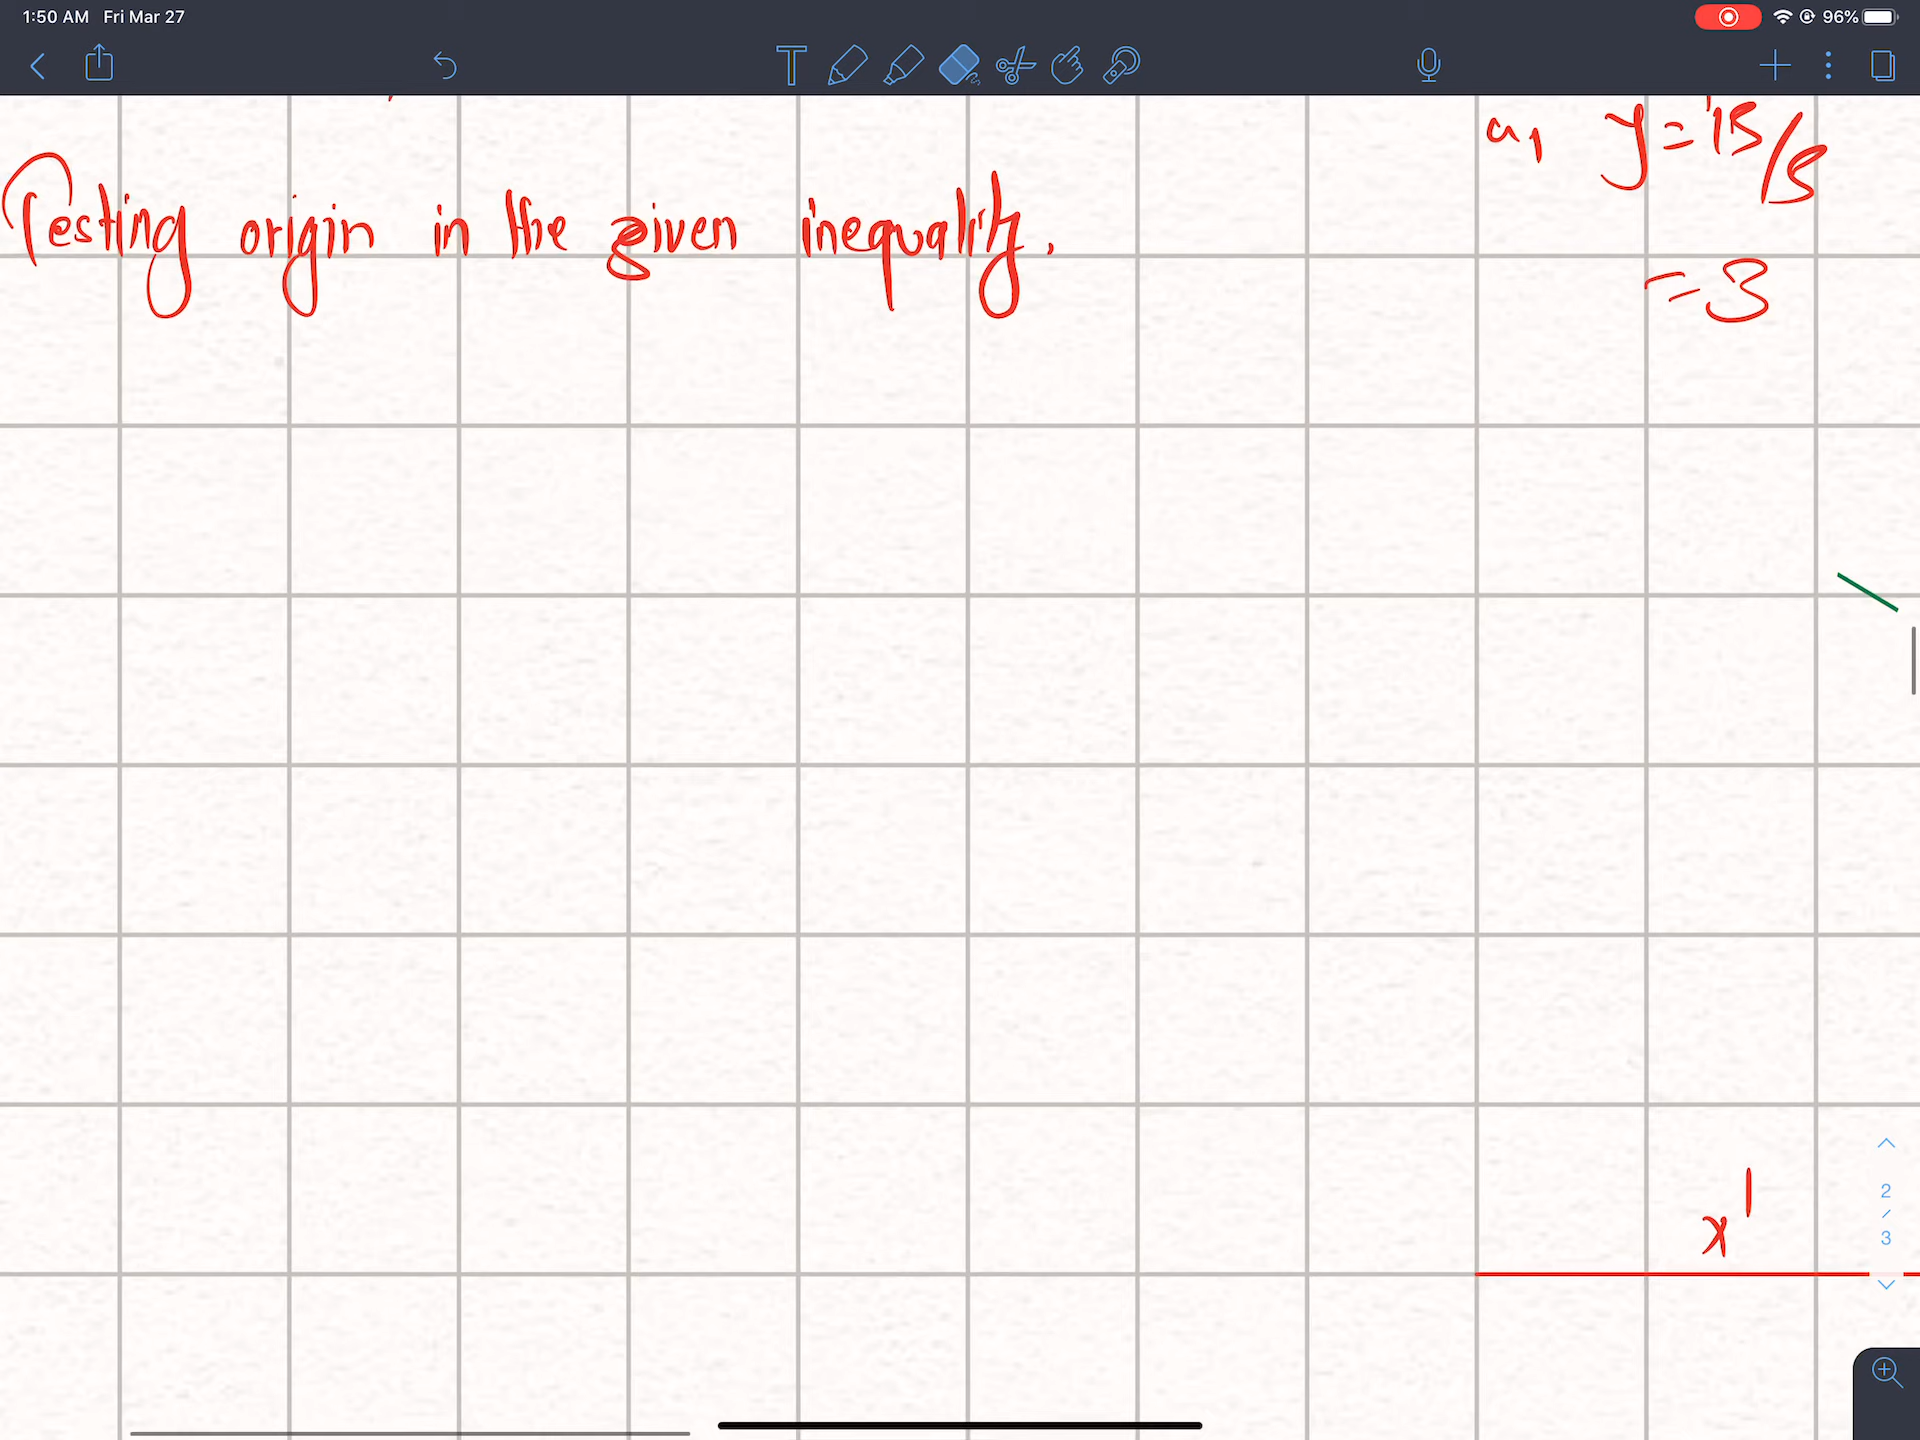 1:50 AM Fri Mar 27
96%
Testing origin in the given inequality.
a, y = 15/5
= 3
x'
2
/
3